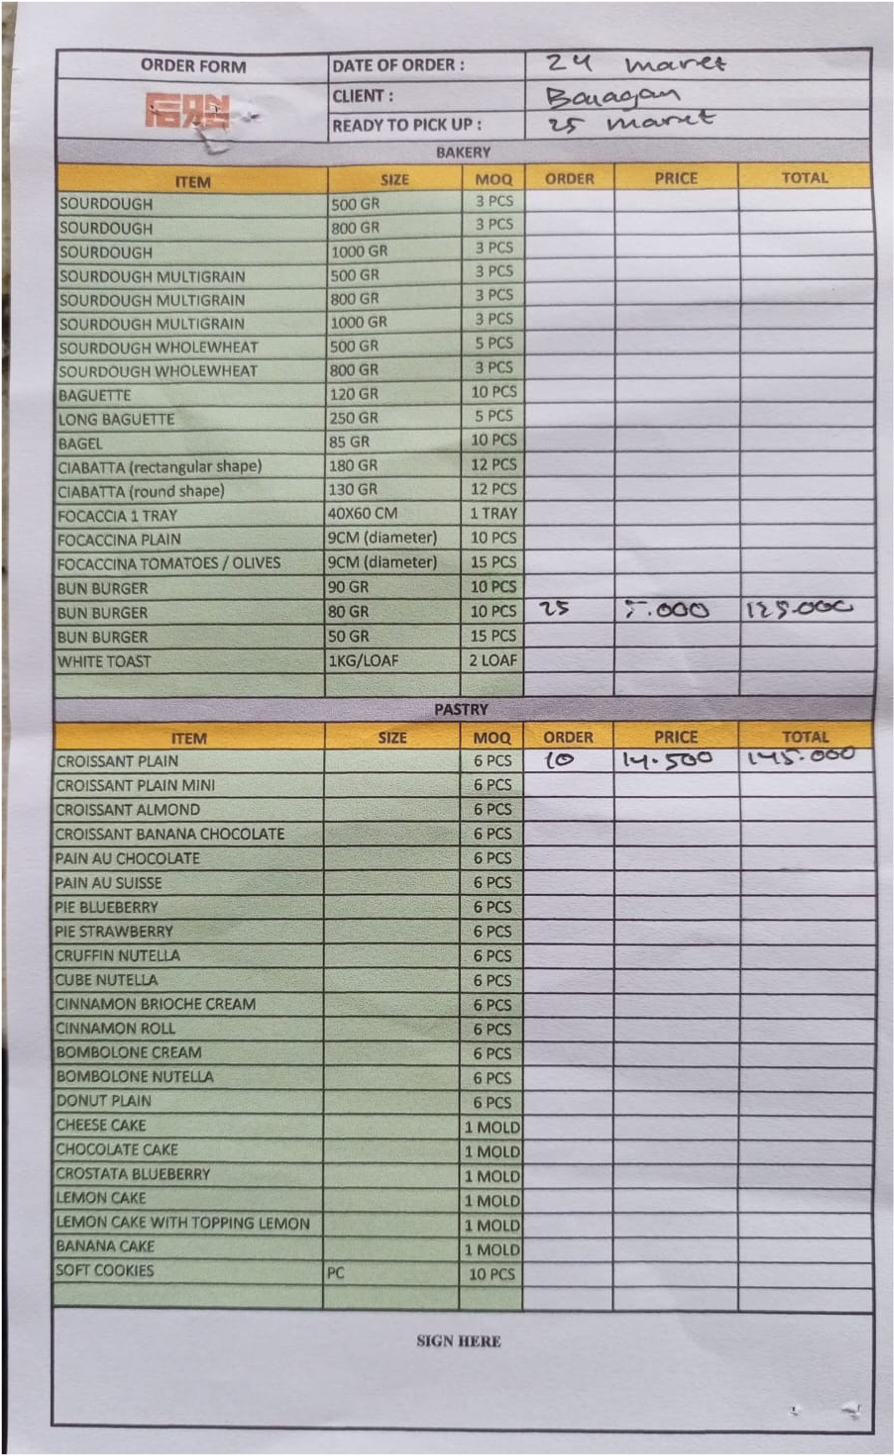 ORDER FORM DATE OF ORDER : 24 maret
CLIENT :
READY TO PICK UP : 25 maret
BAKERY
ITEM SIZE MOQ ORDER PRICE TOTAL
SOURDOUGH 500 GR 3 PCS
SOURDOUGH 800 GR 3 PCS
SOURDOUGH 1000 GR 3 PCS
SOURDOUGH MULTIGRAIN 500 GR 3 PCS
SOURDOUGH MULTIGRAIN 800 GR 3 PCS
SOURDOUGH MULTIGRAIN 1000 GR 3 PCS
SOURDOUGH WHOLEWHEAT 500 GR 5 PCS
SOURDOUGH WHOLEWHEAT 800 GR 3 PCS
BAGUETTE 120 GR 10 PCS
LONG BAGUETTE 250 GR 5 PCS
BAGEL 85 GR 10 PCS
CIABATTA (rectangular shape) 180 GR 12 PCS
CIABATTA (round shape) 130 GR 12 PCS
FOCACCIA 1 TRAY 40X60 CM 1 TRAY
FOCACCINA PLAIN 9CM (diameter) 10 PCS
FOCACCINA TOMATOES / OLIVES 9CM (diameter) 15 PCS
BUN BURGER 90 GR 10 PCS
BUN BURGER 80 GR 10 PCS 25 5.000 125.000
BUN BURGER 50 GR 15 PCS
WHITE TOAST 1KG/LOAF 2 LOAF
PASTRY
ITEM SIZE MOQ ORDER PRICE TOTAL
CROISSANT PLAIN 6 PCS 10 14.500 145.000
CROISSANT PLAIN MINI 6 PCS
CROISSANT ALMOND 6 PCS
CROISSANT BANANA CHOCOLATE 6 PCS
PAIN AU CHOCOLATE 6 PCS
PAIN AU SUISSE 6 PCS
PIE BLUEBERRY 6 PCS
PIE STRAWBERRY 6 PCS
CRUFFIN NUTELLA 6 PCS
CUBE NUTELLA 6 PCS
CINNAMON BRIOCHE CREAM 6 PCS
CINNAMON ROLL 6 PCS
BOMBOLONE CREAM 6 PCS
BOMBOLONE NUTELLA 6 PCS
DONUT PLAIN 6 PCS
CHEESE CAKE 1 MOLD
CHOCOLATE CAKE 1 MOLD
CROSTATA BLUEBERRY 1 MOLD
LEMON CAKE 1 MOLD
LEMON CAKE WITH TOPPING LEMON 1 MOLD
BANANA CAKE 1 MOLD
SOFT COOKIES PC 10 PCS
SIGN HERE